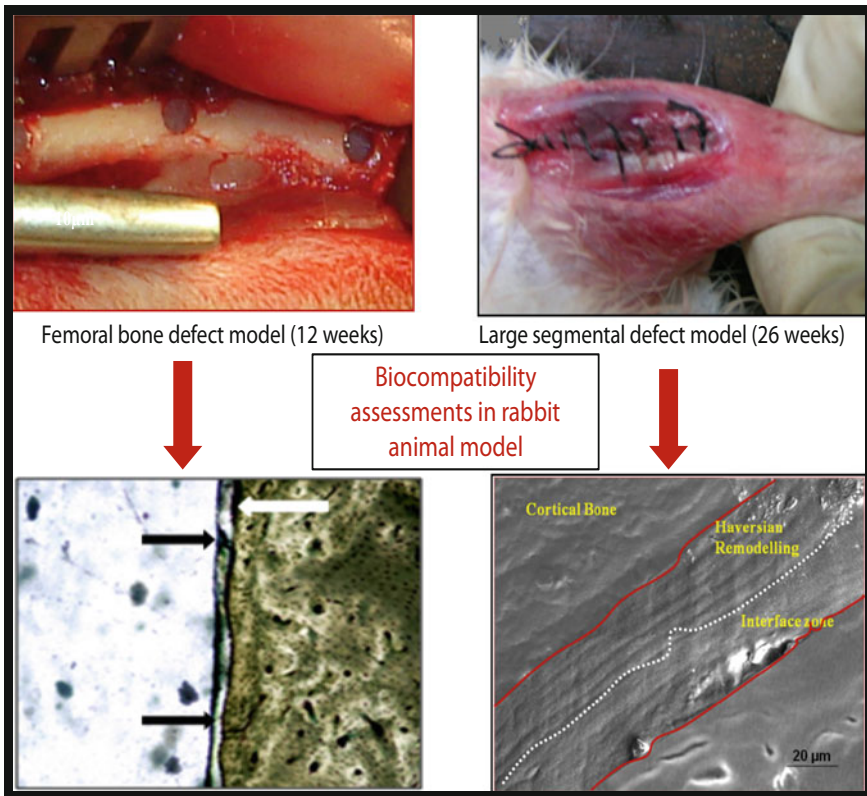 Femoral bone defect model (12 weeks)
Large segmental defect model (26 weeks)
Biocompatibility
assessments in rabbit
animal model
Cortical Bone
Haversian
Remodelling
Interface zone
20 µm